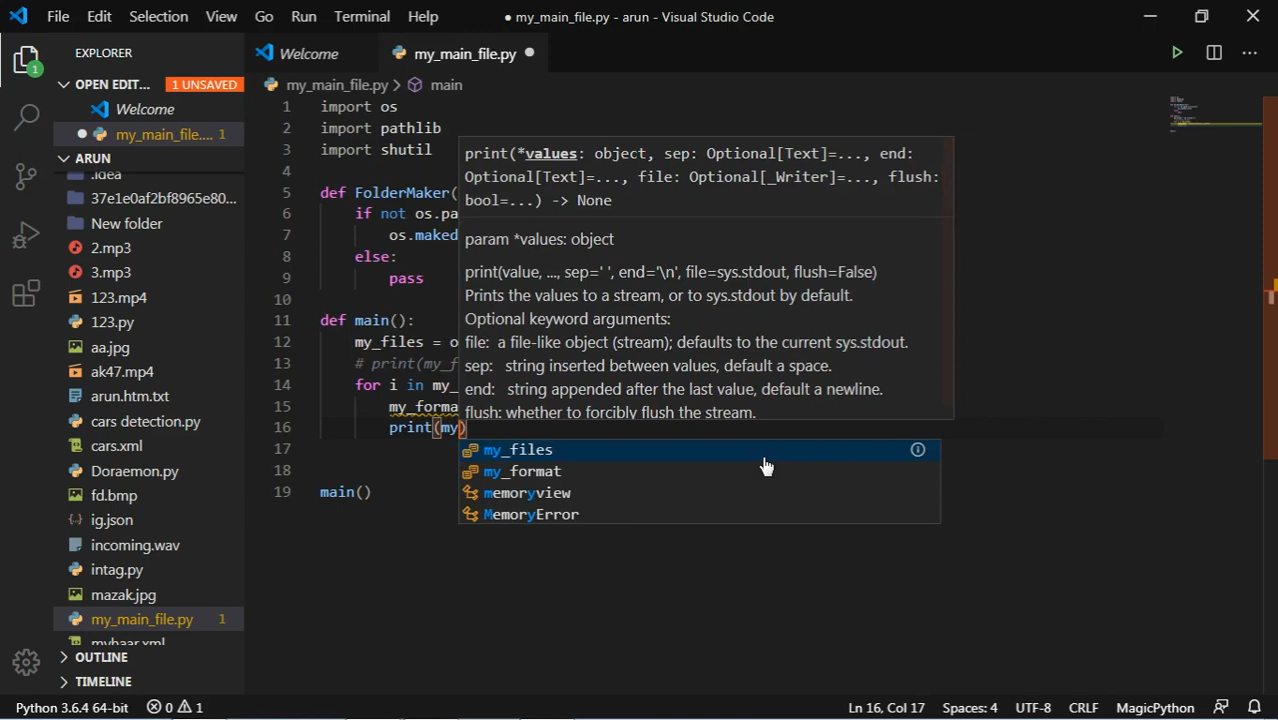 File Edit Selection View Go Run Terminal Help ● my_main_file.py - arun - Visual Studio Code
EXPLORER
OPEN EDIT... 1 UNSAVED
Welcome
my_main_file.... 1
ARUN
.idea
37e1e0af2bf8965e80...
New folder
2.mp3
3.mp3
123.mp4
123.py
aa.jpg
ak47.mp4
arun.htm.txt
cars detection.py
cars.xml
Doraemon.py
fd.bmp
ig.json
incoming.wav
intag.py
mazak.jpg
my_main_file.py 1
OUTLINE
TIMELINE
Welcome my_main_file.py
my_main_file.py > main
1 import os
2 import pathlib
3 import shutil
4
5 def FolderMaker(
6 if not os.pa
7 os.maked
8 else:
9 pass
10
11 def main():
12 my_files = o
13 # print(my_f
14 for i in my_
15 my_forma
16 print(my)
17
18
19 main()
print(*values: object, sep: Optional[Text]=..., end:
Optional[Text]=..., file: Optional[_Writer]=..., flush:
bool=...) -> None
param *values: object
print(value, ..., sep=' ', end='\n', file=sys.stdout, flush=False)
Prints the values to a stream, or to sys.stdout by default.
Optional keyword arguments:
file: a file-like object (stream); defaults to the current sys.stdout.
sep: string inserted between values, default a space.
end: string appended after the last value, default a newline.
flush: whether to forcibly flush the stream.
my_files
my_format
memoryview
MemoryError
Python 3.6.4 64-bit 0 1 Ln 16, Col 17 Spaces: 4 UTF-8 CRLF MagicPython